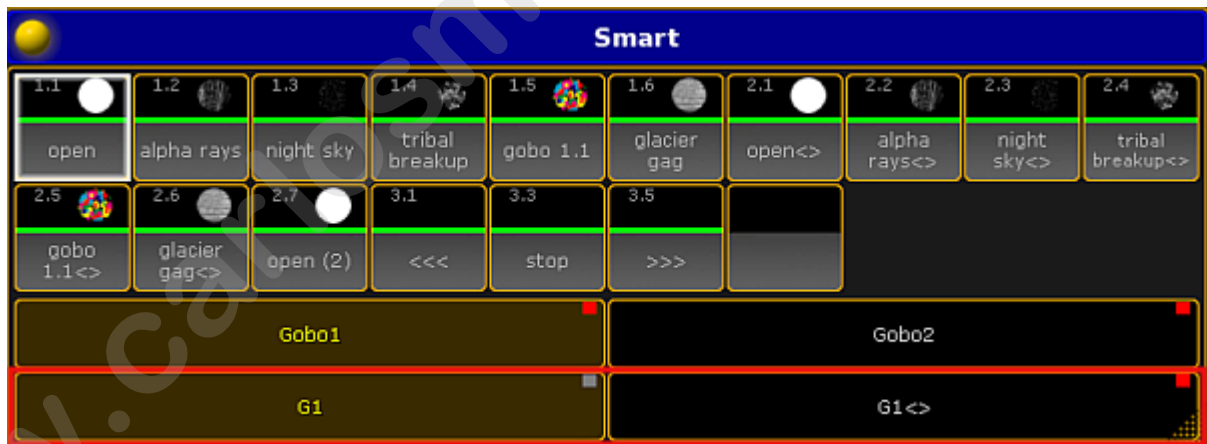 Smart
1.1 1.2 1.3 1.4 1.5 1.6 2.1 2.2 2.3 2.4
open alpha rays night sky tribal breakup gobo 1.1 glacier gag open<> alpha rays<> night sky<> tribal breakup<>
2.5 2.6 2.7 3.1 3.3 3.5
gobo 1.1<> glacier gag<> open (2) <<< stop >>>
Gobo1 Gobo2
G1 G1<>